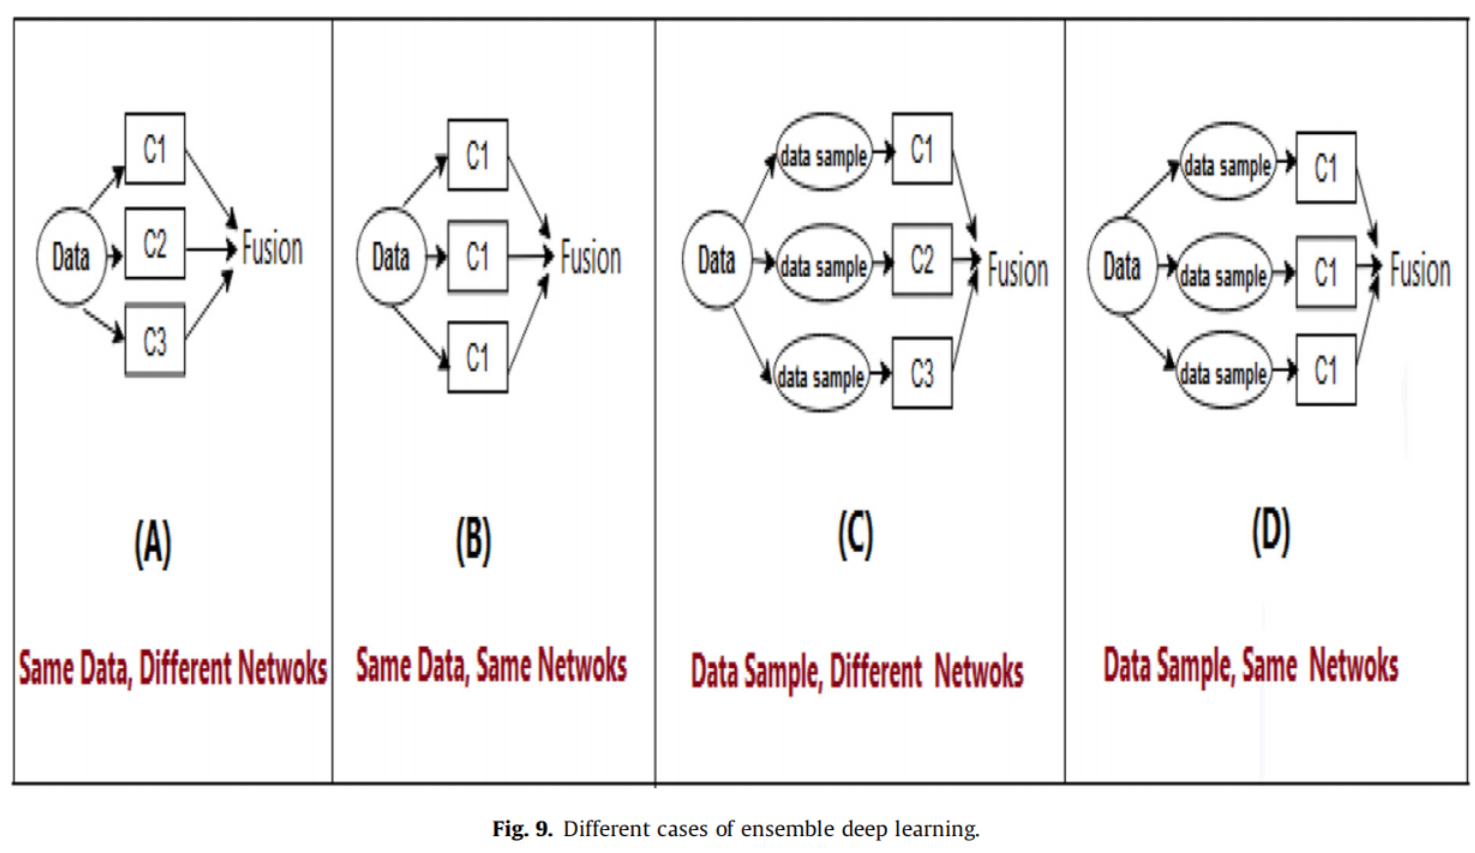 Data
C1
C2
C3
Fusion
(A)
Same Data, Different Netwoks
Data
C1
C1
C1
Fusion
(B)
Same Data, Same Netwoks
Data
data sample
C1
data sample
C2
data sample
C3
Fusion
(C)
Data Sample, Different Netwoks
Data
data sample
C1
data sample
C1
data sample
C1
Fusion
(D)
Data Sample, Same Netwoks
Fig. 9. Different cases of ensemble deep learning.